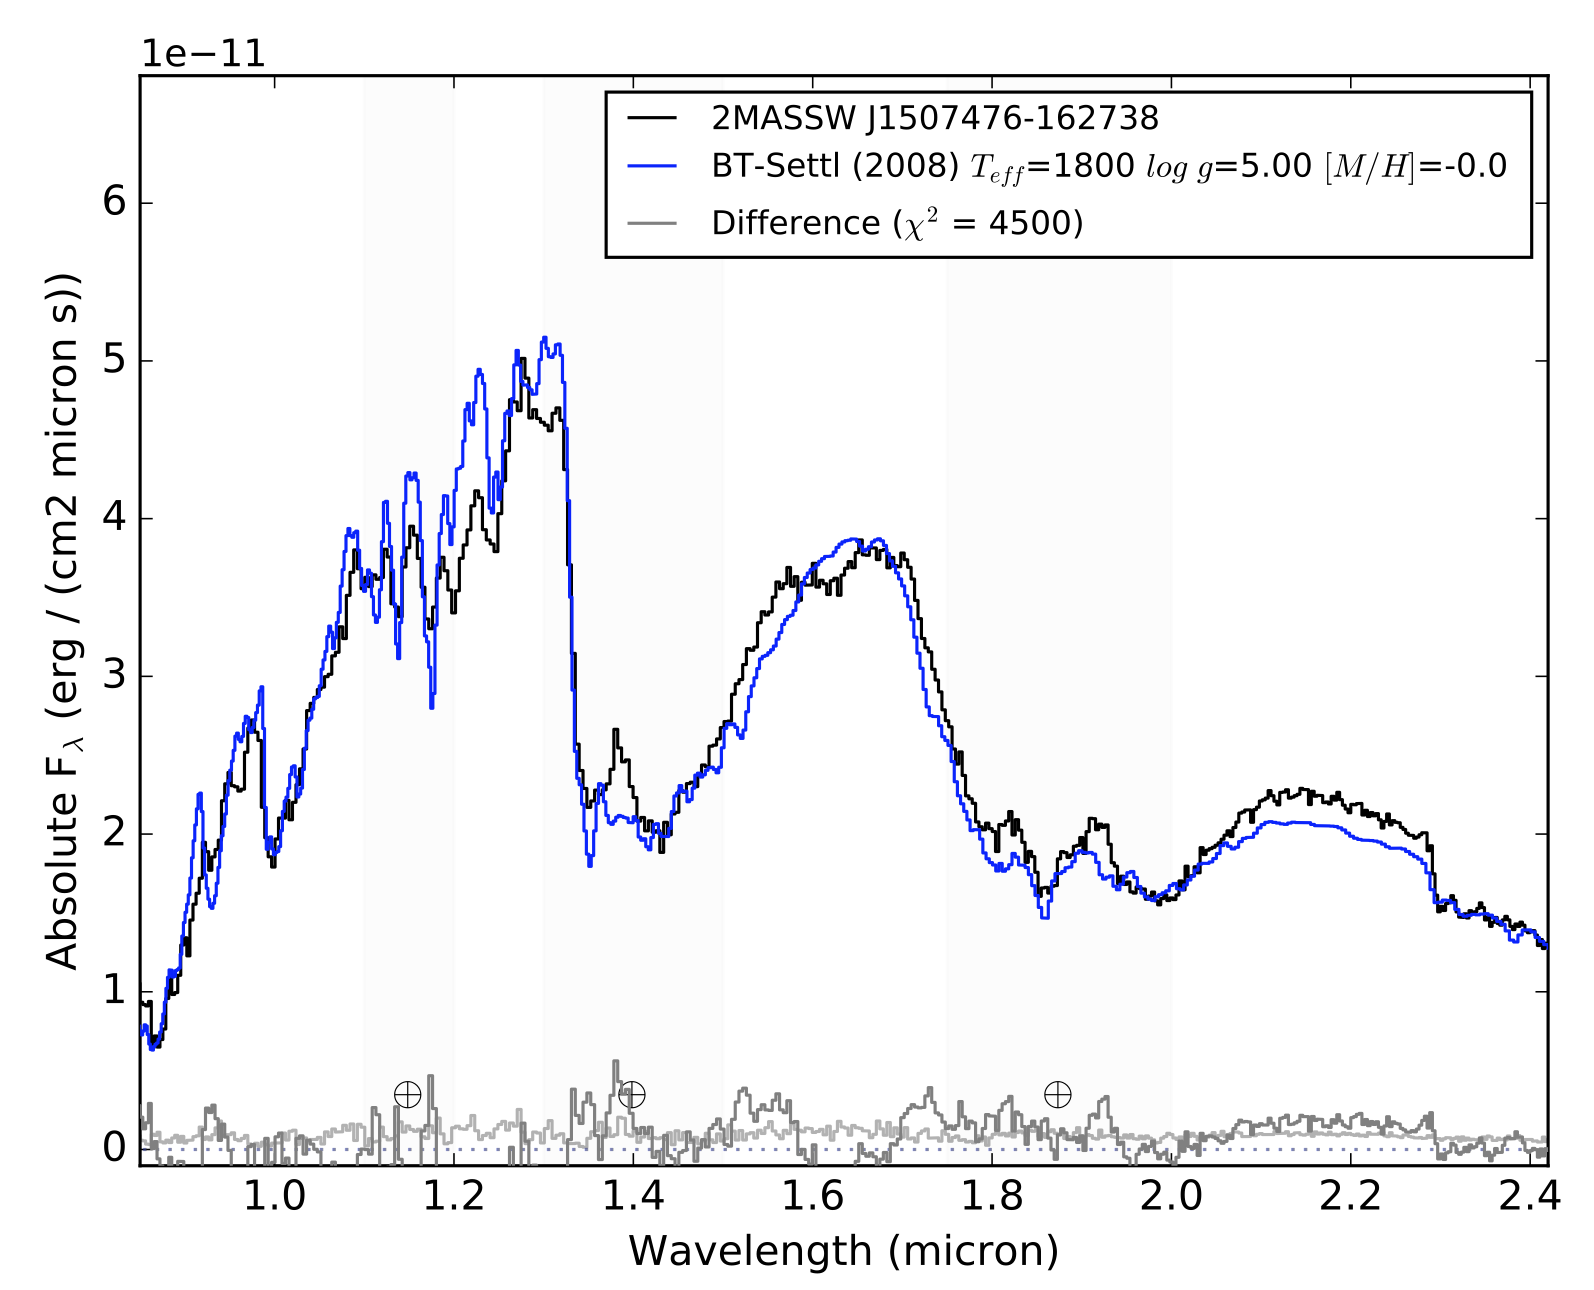 1e−11
2MASSW J1507476-162738
BT-Settl (2008) T_eff=1800 log g=5.00 [M/H]=-0.0
Difference (χ² = 4500)
6
5
4
3
2
1
0
Absolute F_λ (erg / (cm2 micron s))
1.0 1.2 1.4 1.6 1.8 2.0 2.2 2.4
Wavelength (micron)